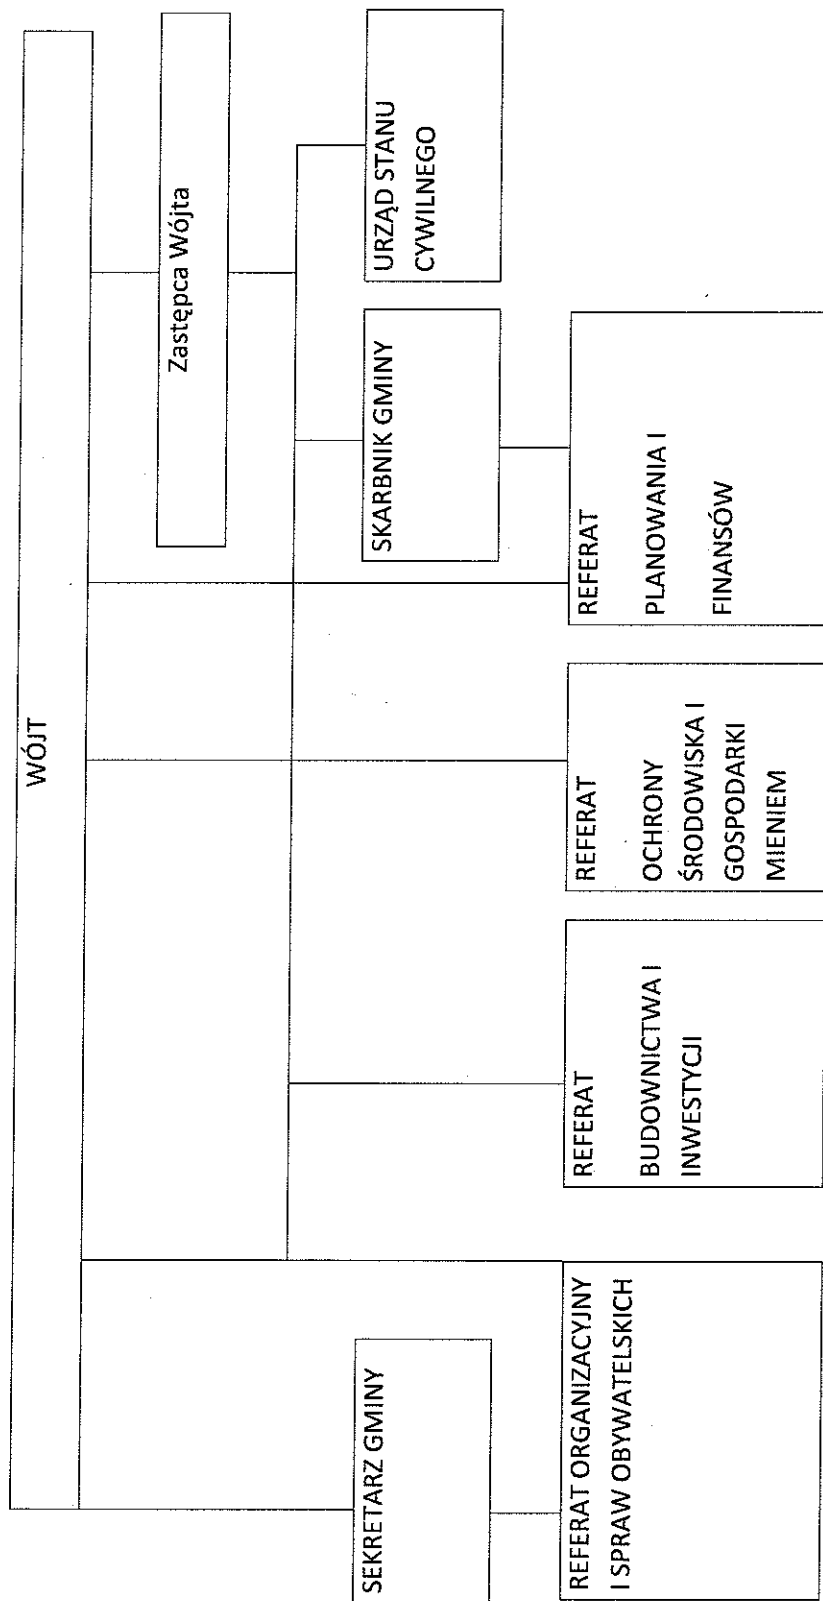 WÓJT
Zastępca Wójta
SEKRETARZ GMINY
SKARBNIK GMINY
URZĄD STANU
CYWILNEGO
REFERAT ORGANIZACYJNY
I SPRAW OBYWATELSKICH
REFERAT
BUDOWNICTWA I
INWESTYCJI
REFERAT
OCHRONY
ŚRODOWISKA I
GOSPODARKI
MIENIEM
REFERAT
PLANOWANIA I
FINANSÓW